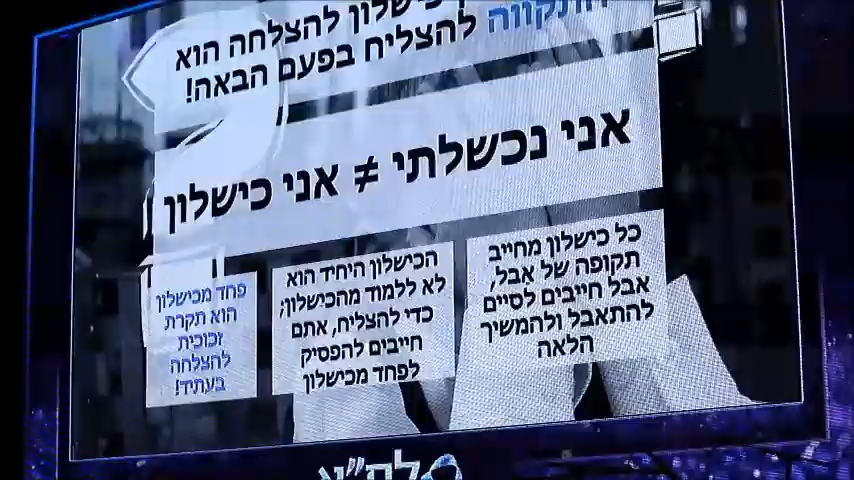 כישלון להצלחה הוא
התקווה להצליח בפעם הבאה!
אני נכשלתי ≠ אני כישלון
כל כישלון מחייב
תקופה של אבל,
אבל חייבים לסיים
להתאבל ולהמשיך
הלאה
הכישלון היחיד הוא
לא ללמוד מהכישלון;
כדי להצליח, אתם
חייבים להפסיק
לפחד מכישלון
פחד מכישלון
הוא תקרת
זכוכית
להצלחה
בעתיד!